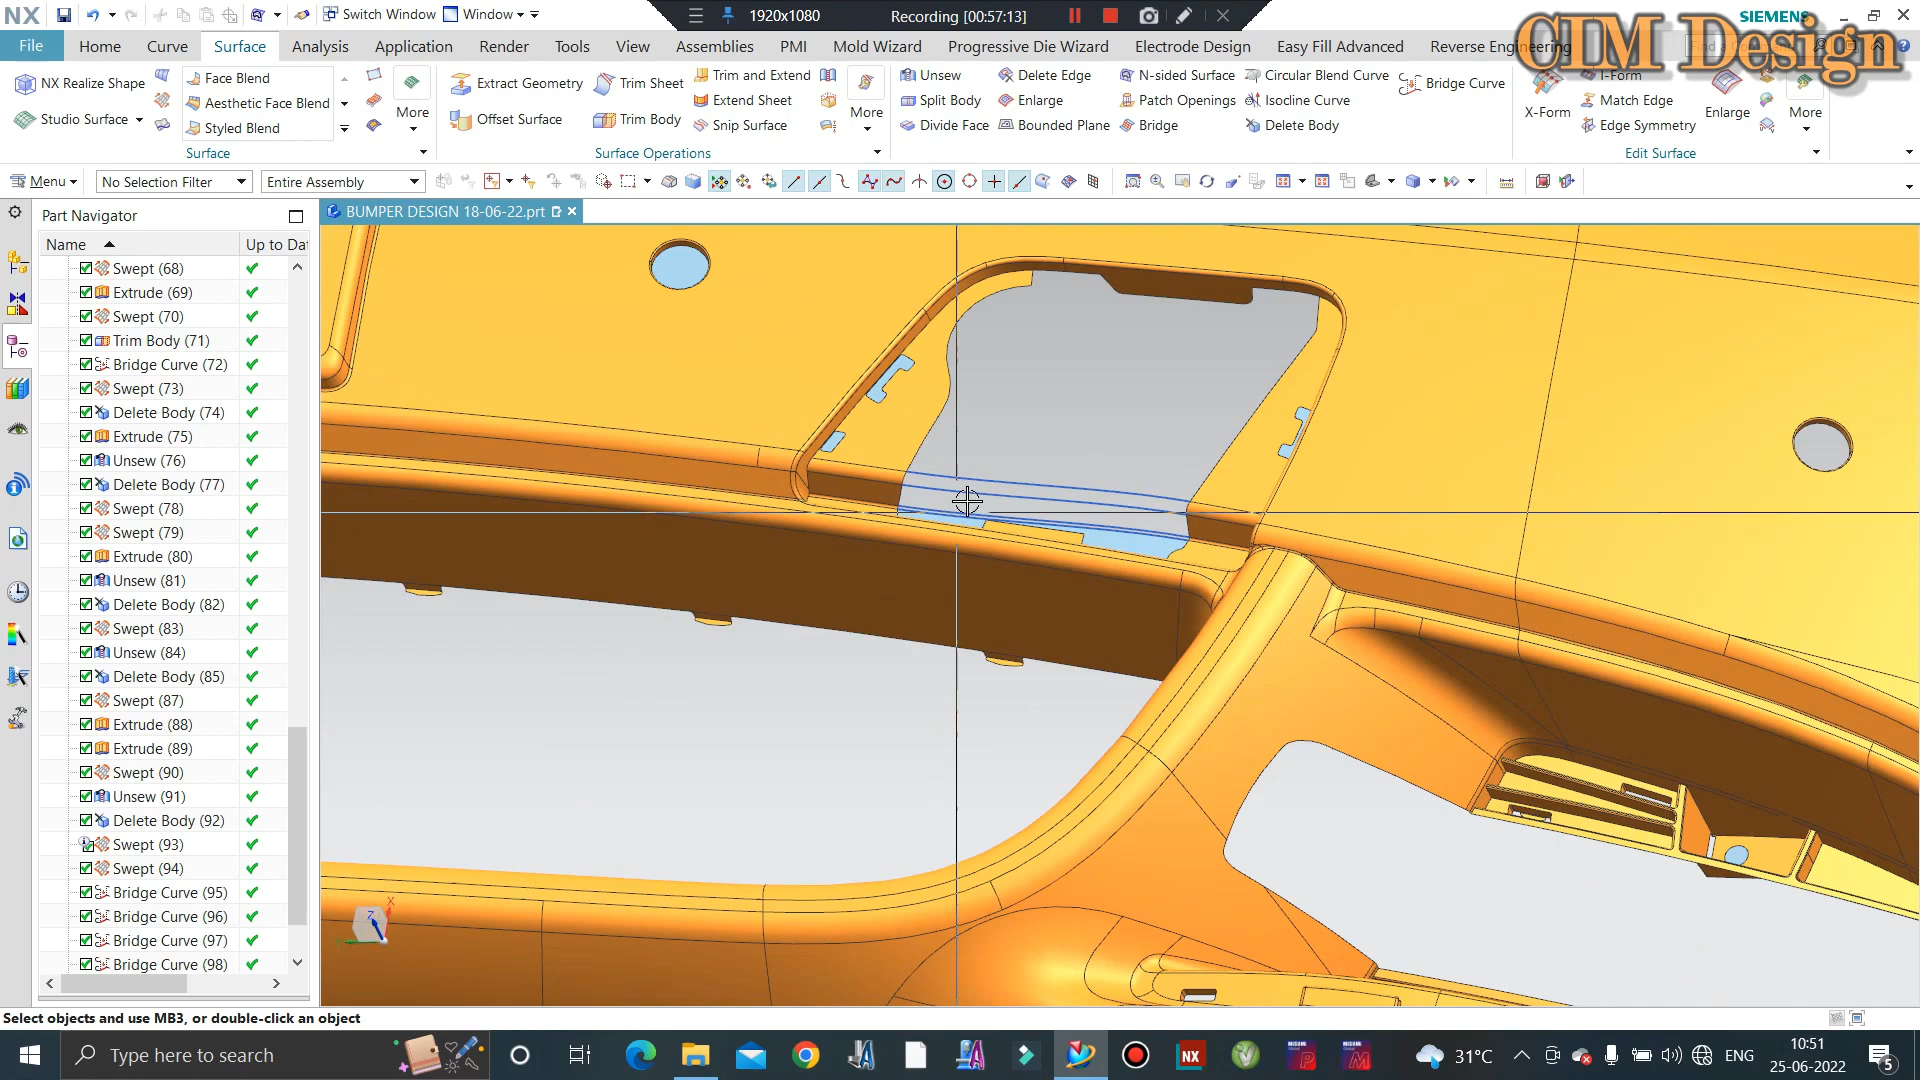 NX
Switch Window
Window
1920x1080
Recording [00:57:13]
SIEMENS
CIM Design
File
Home
Curve
Surface
Analysis
Application
Render
Tools
View
Assemblies
PMI
Mold Wizard
Progressive Die Wizard
Electrode Design
Easy Fill Advanced
Reverse Engineering
NX Realize Shape
Studio Surface
Face Blend
Aesthetic Face Blend
Styled Blend
More
Surface
Extract Geometry
Offset Surface
Trim Sheet
Trim Body
Trim and Extend
Extend Sheet
Snip Surface
More
Surface Operations
Unsew
Split Body
Divide Face
Delete Edge
Enlarge
Bounded Plane
N-sided Surface
Patch Openings
Bridge
Circular Blend Curve
Isocline Curve
Delete Body
Bridge Curve
X-Form
I-Form
Match Edge
Edge Symmetry
Enlarge
More
Edit Surface
Menu
No Selection Filter
Entire Assembly
Part Navigator
BUMPER DESIGN 18-06-22.prt
Name
Up to Dat
Swept (68)
Extrude (69)
Swept (70)
Trim Body (71)
Bridge Curve (72)
Swept (73)
Delete Body (74)
Extrude (75)
Unsew (76)
Delete Body (77)
Swept (78)
Swept (79)
Extrude (80)
Unsew (81)
Delete Body (82)
Swept (83)
Unsew (84)
Delete Body (85)
Swept (87)
Extrude (88)
Extrude (89)
Swept (90)
Unsew (91)
Delete Body (92)
Swept (93)
Swept (94)
Bridge Curve (95)
Bridge Curve (96)
Bridge Curve (97)
Bridge Curve (98)
X
Z
Select objects and use MB3, or double-click an object
Type here to search
NX
31°C
ENG
10:51
25-06-2022
5